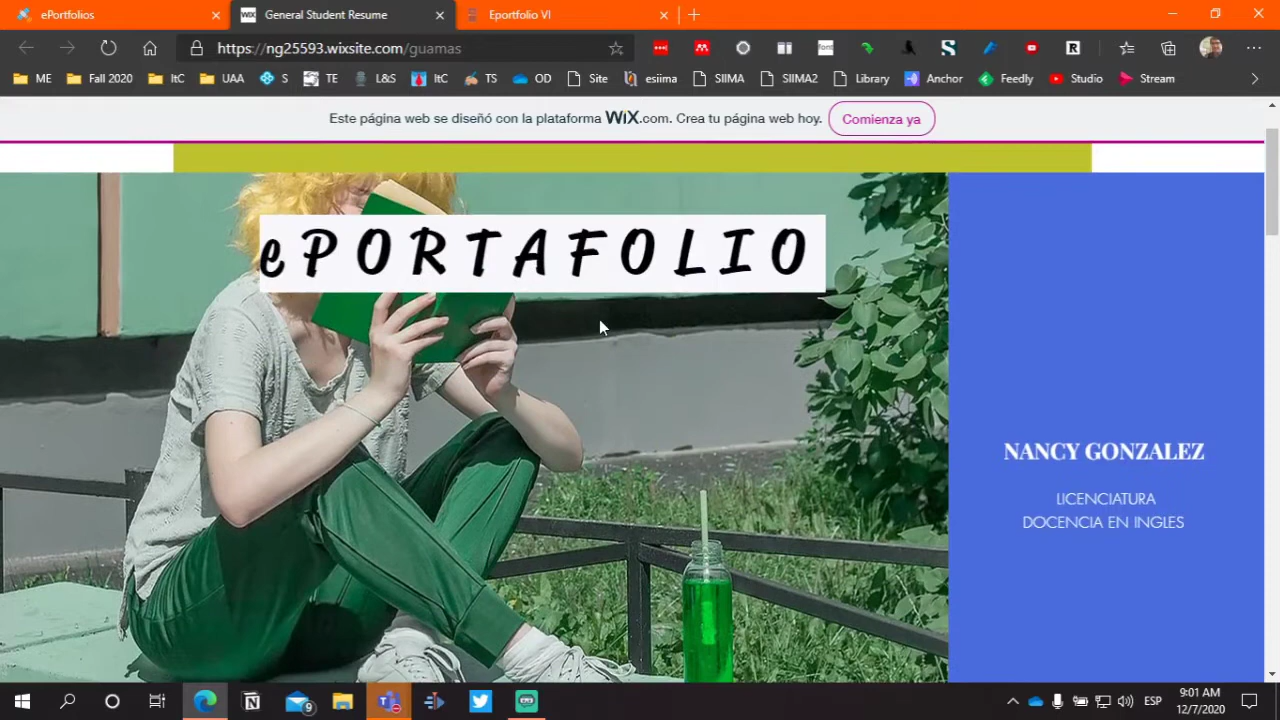 ePortfolios
General Student Resume
Eportfolio VI
https://ng25593.wixsite.com/guamas
ME
Fall 2020
ItC
UAA
S
TE
L&S
ItC
TS
OD
Site
esiima
SIIMA
SIIMA2
Library
Anchor
Feedly
Studio
Stream
Este página web se diseñó con la plataforma WiX.com. Crea tu página web hoy.
Comienza ya
ePORTAFOLIO
NANCY GONZALEZ
LICENCIATURA
DOCENCIA EN INGLES
ESP
9:01 AM
12/7/2020